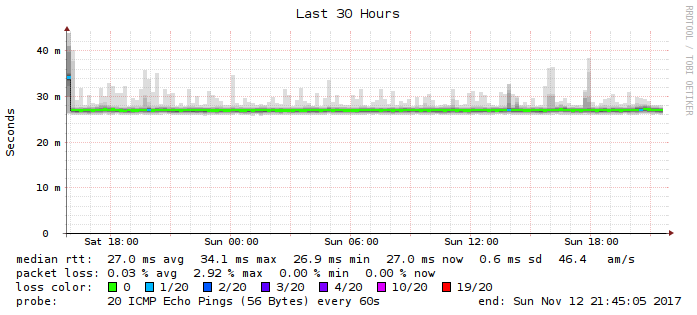 Last 30 Hours
RRDTOOL / TOBI OETIKER
Seconds
40 m
30 m
20 m
10 m
0
Sat 18:00 Sun 00:00 Sun 06:00 Sun 12:00 Sun 18:00
median rtt: 27.0 ms avg 34.1 ms max 26.9 ms min 27.0 ms now 0.6 ms sd 46.4 am/s
packet loss: 0.03 % avg 2.92 % max 0.00 % min 0.00 % now
loss color: 0 1/20 2/20 3/20 4/20 10/20 19/20
probe: 20 ICMP Echo Pings (56 Bytes) every 60s end: Sun Nov 12 21:45:05 2017